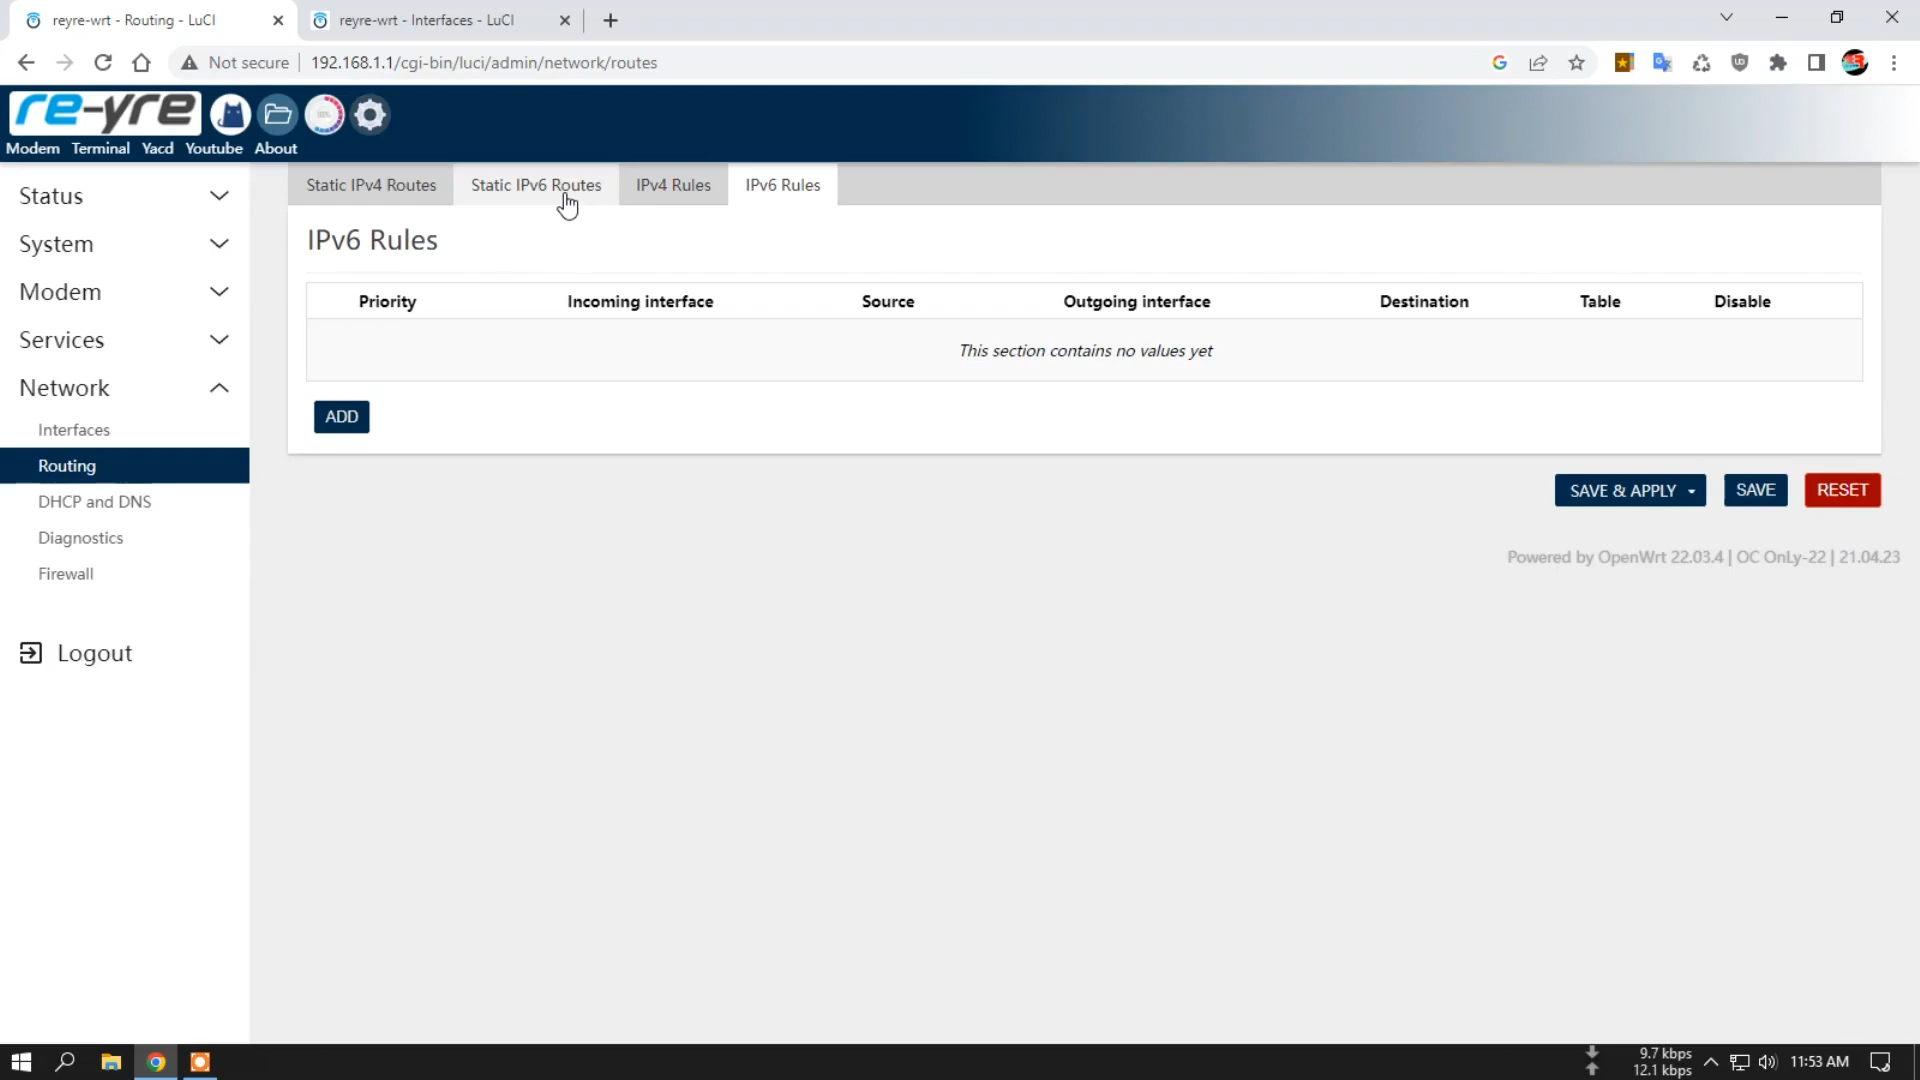 reyre-wrt - Routing - LuCI
reyre-wrt - Interfaces - LuCI
Not secure
192.168.1.1/cgi-bin/luci/admin/network/routes
re-yre
Modem Terminal Yacd Youtube About
Status
System
Modem
Services
Network
Interfaces
Routing
DHCP and DNS
Diagnostics
Firewall
Logout
Static IPv4 Routes
Static IPv6 Routes
IPv4 Rules
IPv6 Rules
IPv6 Rules
Priority Incoming interface Source Outgoing interface Destination Table Disable
This section contains no values yet
ADD
SAVE & APPLY
SAVE
RESET
Powered by OpenWrt 22.03.4 | OC OnLy-22 | 21.04.23
9.7 kbps
12.1 kbps
11:53 AM